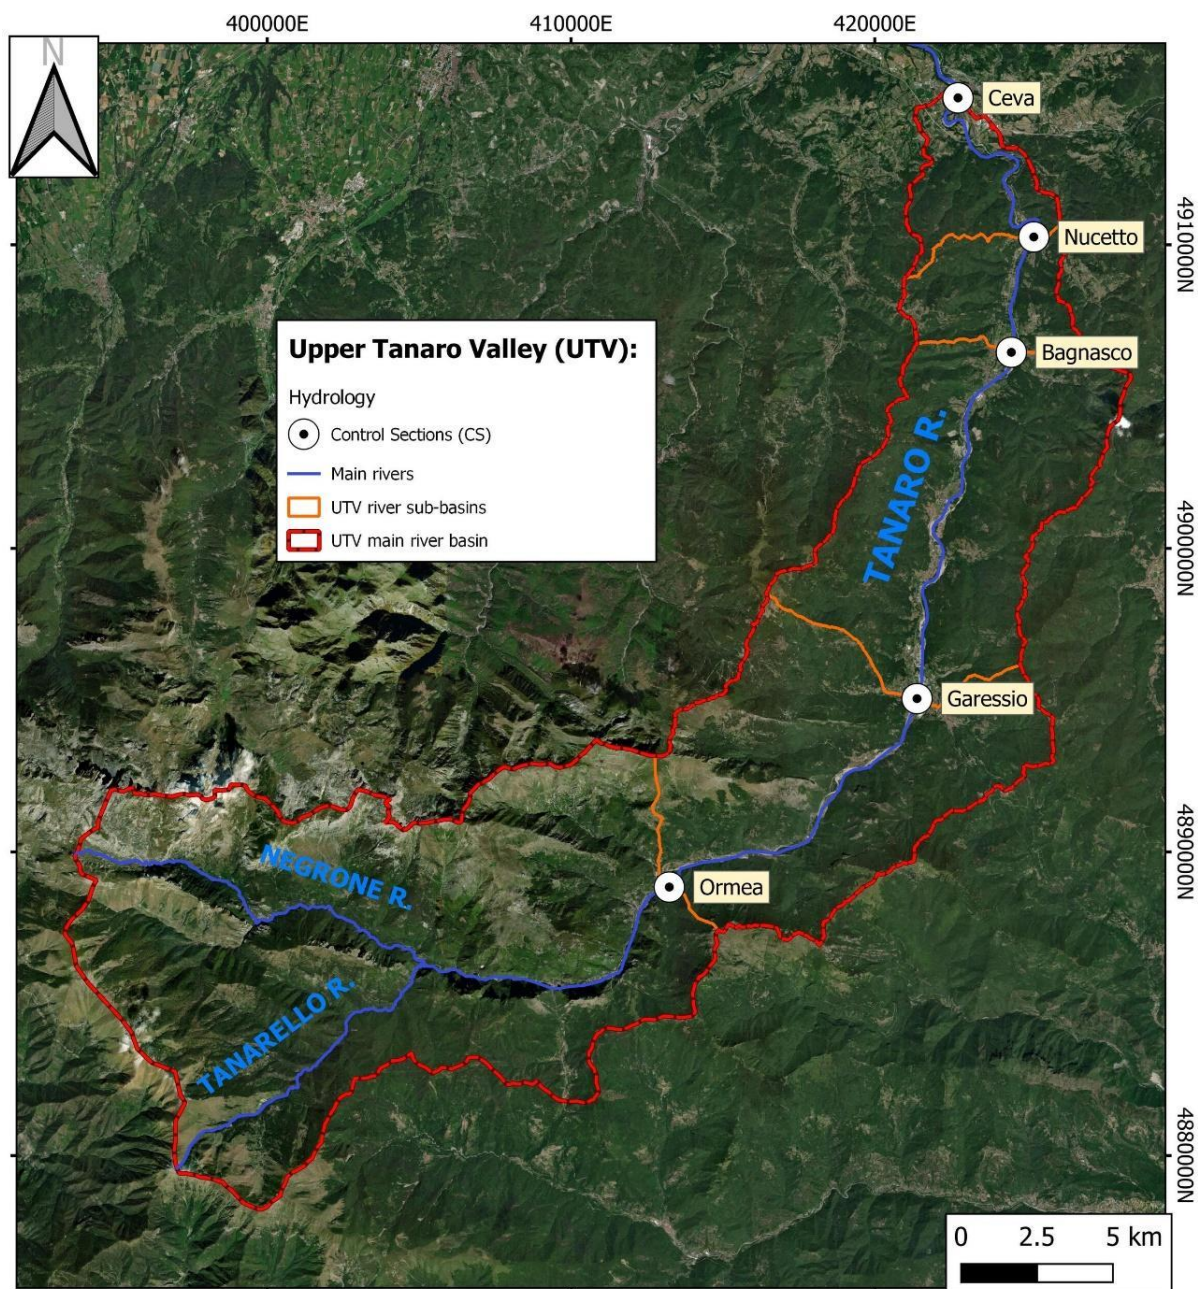 400000E
410000E
420000E
N
Ceva
4910000N
Nucetto
Upper Tanaro Valley (UTV):
Hydrology
Control Sections (CS)
Main rivers
UTV river sub-basins
UTV main river basin
Bagnasco
TANARO R.
4900000N
Garessio
4890000N
NEGRONE R.
Ormea
TANARELLO R.
4880000N
0 2.5 5 km